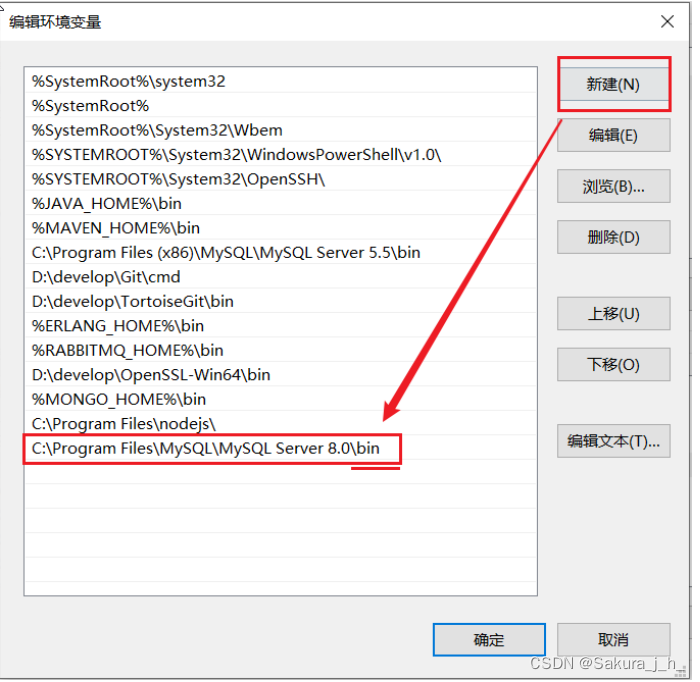 编辑环境变量
%SystemRoot%\system32
%SystemRoot%
%SystemRoot%\System32\Wbem
%SYSTEMROOT%\System32\WindowsPowerShell\v1.0\
%SYSTEMROOT%\System32\OpenSSH\
%JAVA_HOME%\bin
%MAVEN_HOME%\bin
C:\Program Files (x86)\MySQL\MySQL Server 5.5\bin
D:\develop\Git\cmd
D:\develop\TortoiseGit\bin
%ERLANG_HOME%\bin
%RABBITMQ_HOME%\bin
D:\develop\OpenSSL-Win64\bin
%MONGO_HOME%\bin
C:\Program Files\nodejs\
C:\Program Files\MySQL\MySQL Server 8.0\bin
新建(N)
编辑(E)
浏览(B)...
删除(D)
上移(U)
下移(O)
编辑文本(T)...
确定
取消
CSDN @Sakura_j_h_